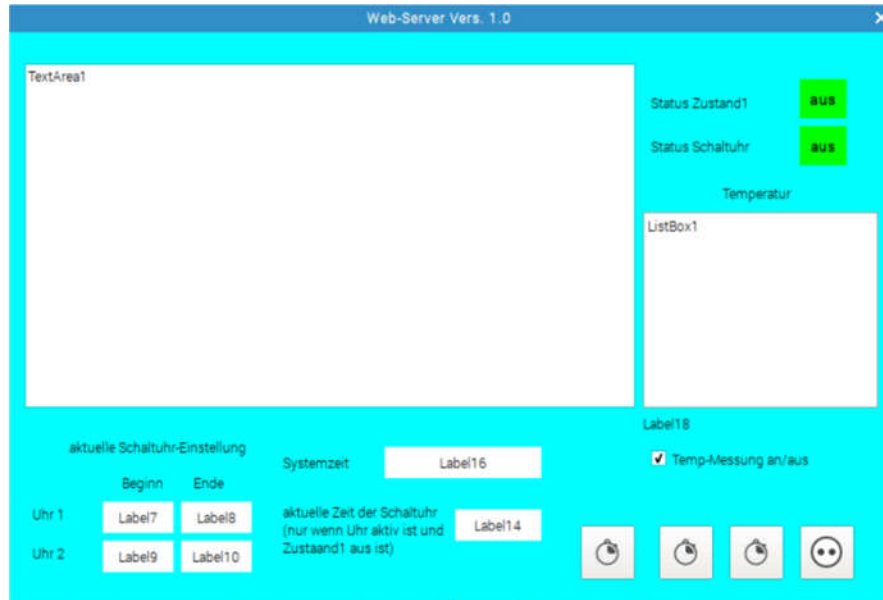 Web-Server Vers. 1.0
TextArea1
Status Zustand1
aus
Status Schaltuhr
aus
Temperatur
ListBox1
Label18
Temp-Messung an/aus
aktuelle Schaltuhr-Einstellung
Beginn
Ende
Uhr 1
Label7
Label8
Uhr 2
Label9
Label10
Systemzeit
Label16
aktuelle Zeit der Schaltuhr
(nur wenn Uhr aktiv ist und
Zustaand1 aus ist)
Label14